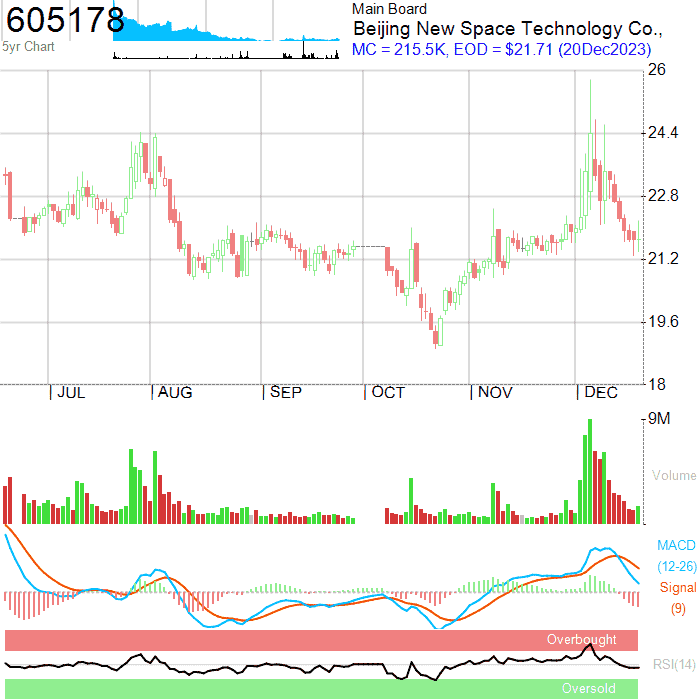 605178
5yr Chart
Main Board
Beijing New Space Technology Co.,
MC = 215.5K, EOD = $21.71 (20Dec2023)
26
24.4
22.8
21.2
19.6
18
JUL AUG SEP OCT NOV DEC
9M
Volume
MACD
(12-26)
Signal
(9)
Overbought
RSI(14)
Oversold